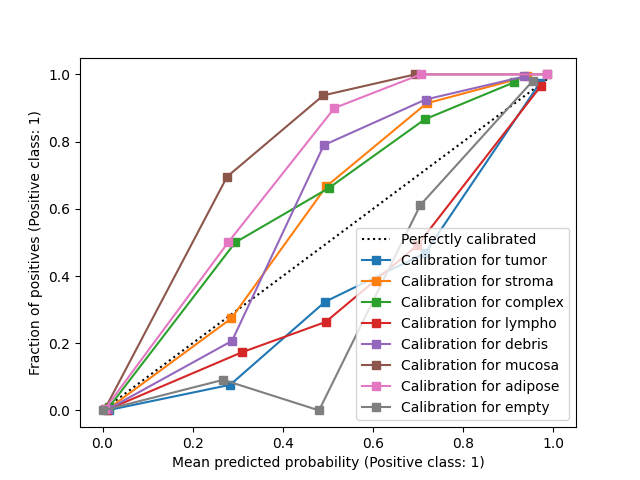 1.0
0.8
0.6
0.4
0.2
0.0
Fraction of positives (Positive class: 1)
Perfectly calibrated
Calibration for tumor
Calibration for stroma
Calibration for complex
Calibration for lympho
Calibration for debris
Calibration for mucosa
Calibration for adipose
Calibration for empty
0.0 0.2 0.4 0.6 0.8 1.0
Mean predicted probability (Positive class: 1)